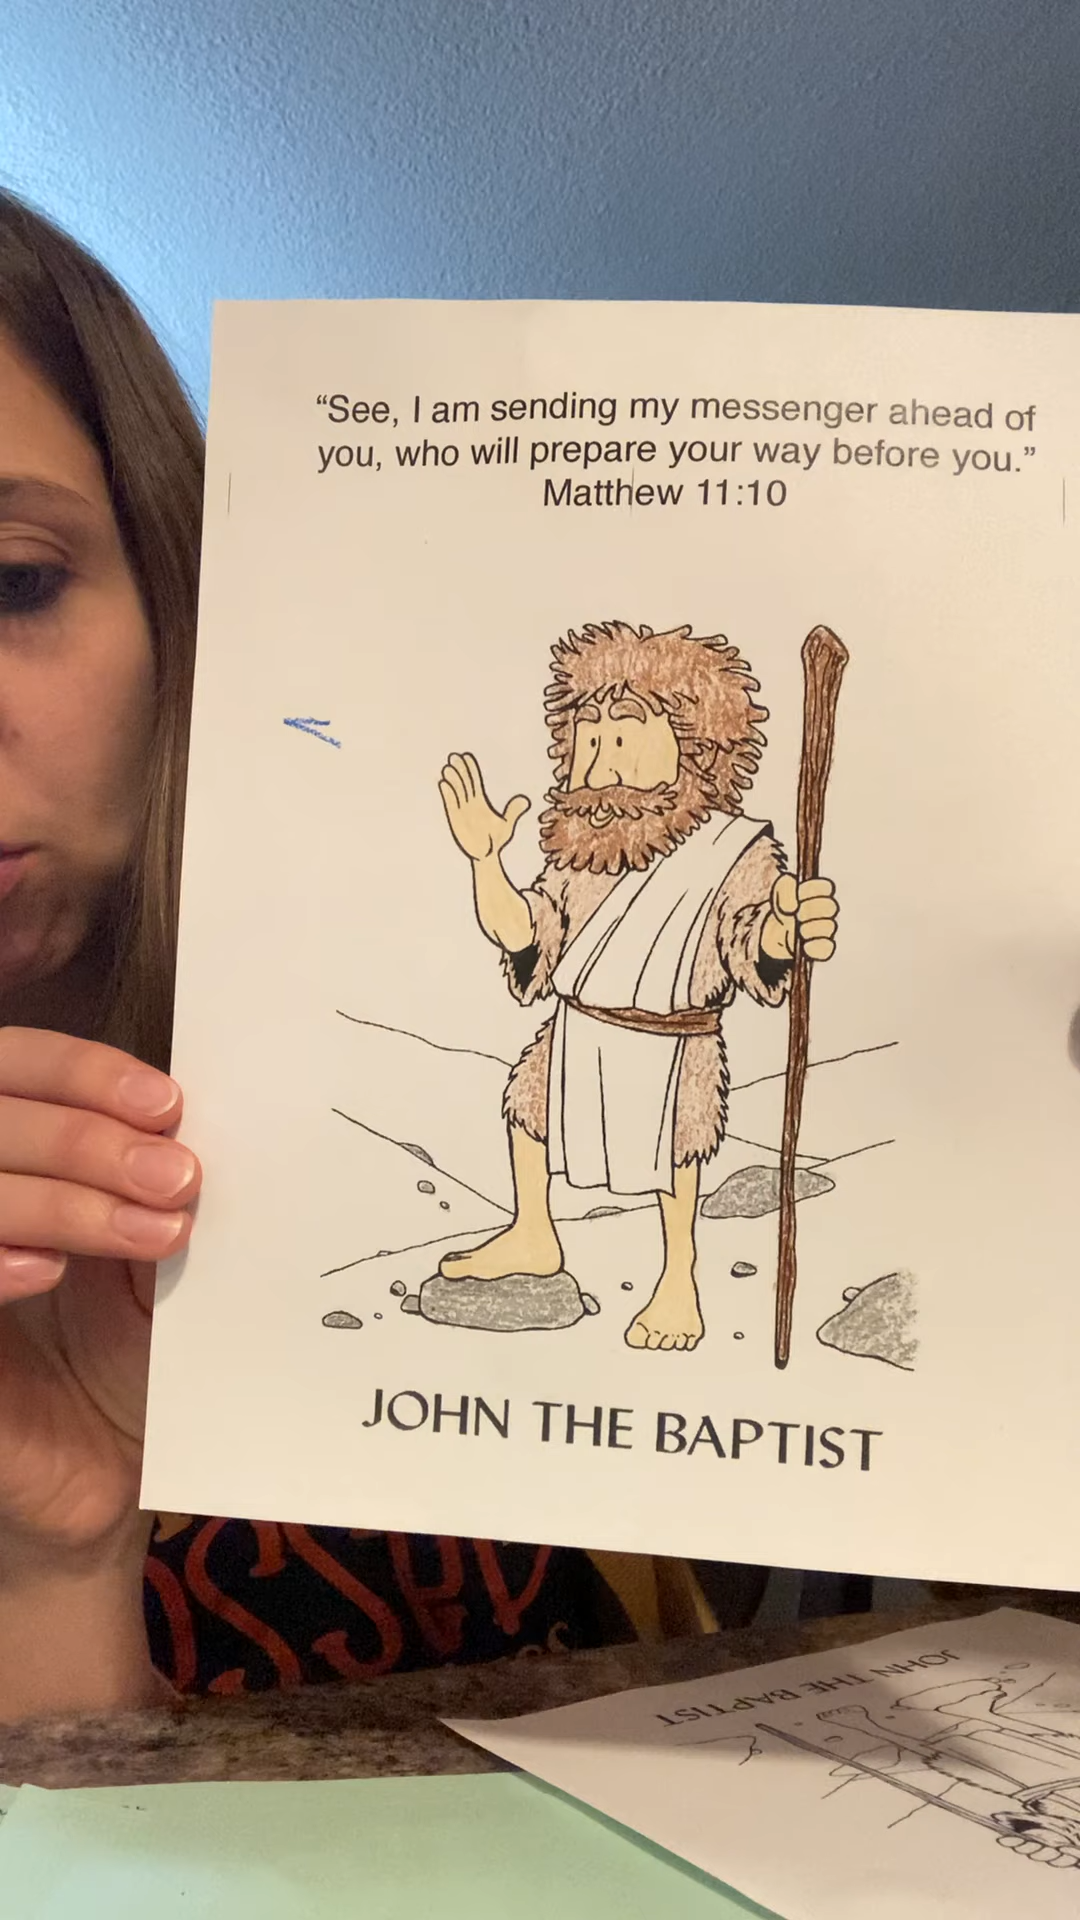 “See, I am sending my messenger ahead of
you, who will prepare your way before you.”
Matthew 11:10
JOHN THE BAPTIST
JOHN THE BAPTIST